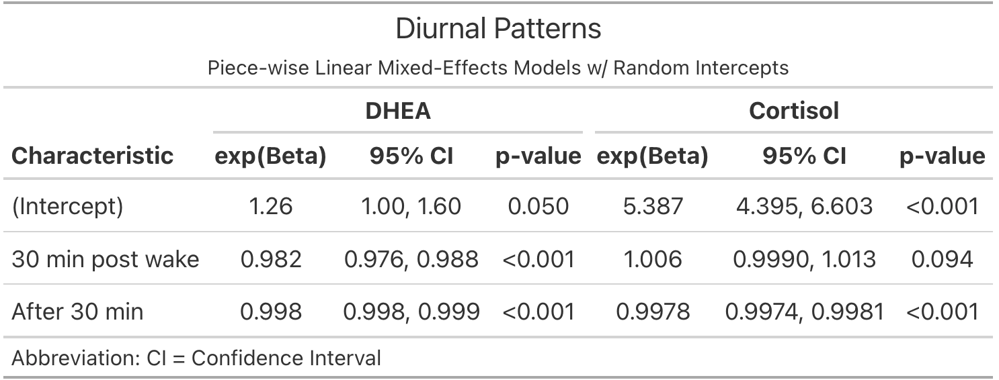 Diurnal Patterns
Piece-wise Linear Mixed-Effects Models w/ Random Intercepts
DHEA Cortisol
Characteristic exp(Beta) 95% CI p-value exp(Beta) 95% CI p-value
(Intercept) 1.26 1.00, 1.60 0.050 5.387 4.395, 6.603 <0.001
30 min post wake 0.982 0.976, 0.988 <0.001 1.006 0.9990, 1.013 0.094
After 30 min 0.998 0.998, 0.999 <0.001 0.9978 0.9974, 0.9981 <0.001
Abbreviation: CI = Confidence Interval